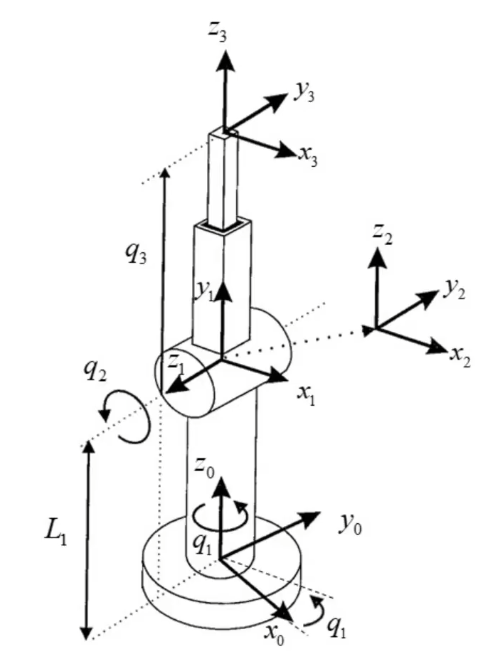 z₃
y₃
x₃
q₃
z₂
y₁
y₂
z₁
x₂
q₂
x₁
z₀
L₁
y₀
q₁
x₀
q₁